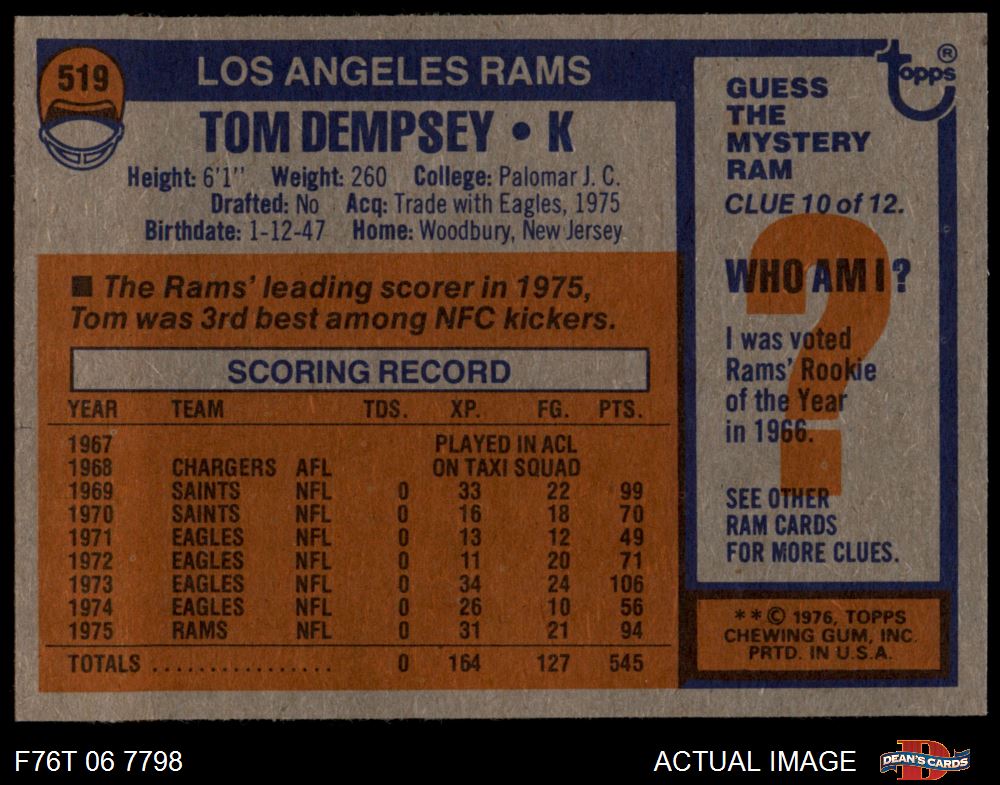 519
LOS ANGELES RAMS
TOM DEMPSEY • K
Height: 6'1" Weight: 260 College: Palomar J. C.
Drafted: No Acq: Trade with Eagles, 1975
Birthdate: 1-12-47 Home: Woodbury, New Jersey
■ The Rams' leading scorer in 1975,
Tom was 3rd best among NFC kickers.
SCORING RECORD
YEAR TEAM TDS. XP. FG. PTS.
1967 PLAYED IN ACL
1968 CHARGERS AFL ON TAXI SQUAD
1969 SAINTS NFL 0 33 22 99
1970 SAINTS NFL 0 16 18 70
1971 EAGLES NFL 0 13 12 49
1972 EAGLES NFL 0 11 20 71
1973 EAGLES NFL 0 34 24 106
1974 EAGLES NFL 0 26 10 56
1975 RAMS NFL 0 31 21 94
TOTALS ................ 0 164 127 545
topps®
GUESS
THE
MYSTERY
RAM
CLUE 10 of 12.
?
WHO AM I?
I was voted
Rams' Rookie
of the Year
in 1966.
SEE OTHER
RAM CARDS
FOR MORE CLUES.
**© 1976, TOPPS
CHEWING GUM, INC.
PRTD. IN U.S.A.
F76T 06 7798
ACTUAL IMAGE
D
DEAN'S CARDS